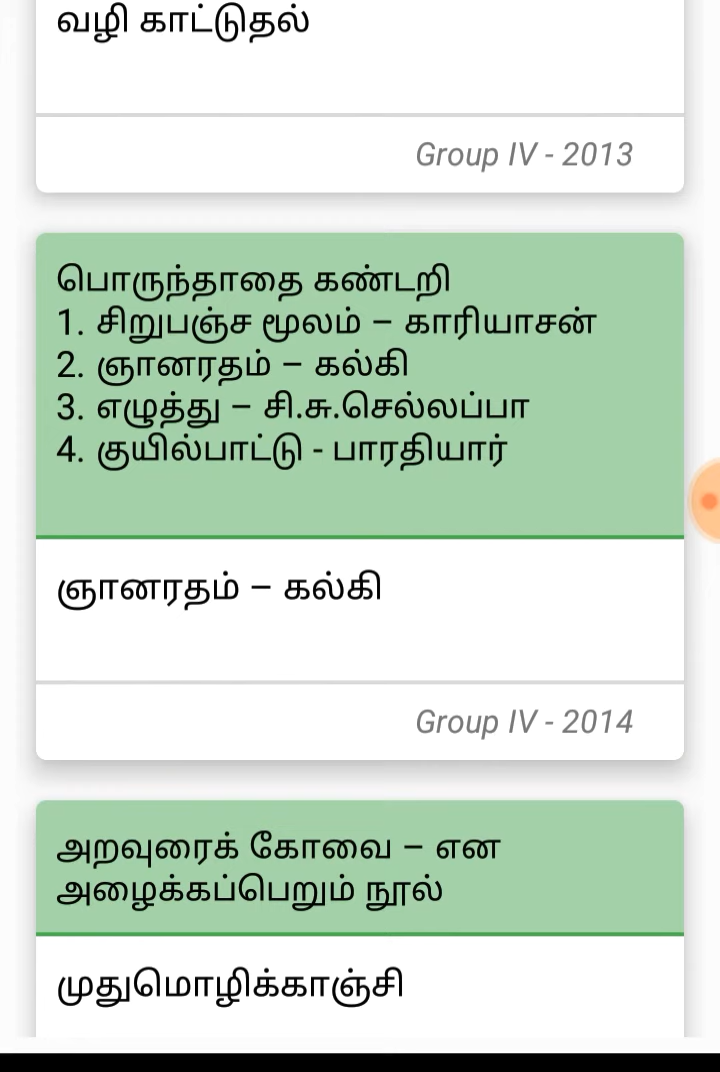 வழி காட்டுதல்
Group IV - 2013
பொருந்தாதை கண்டறி
1. சிறுபஞ்ச மூலம் – காரியாசன்
2. ஞானரதம் – கல்கி
3. எழுத்து – சி.சு.செல்லப்பா
4. குயில்பாட்டு - பாரதியார்
ஞானரதம் – கல்கி
Group IV - 2014
அறவுரைக் கோவை – என
அழைக்கப்பெறும் நூல்
முதுமொழிக்காஞ்சி